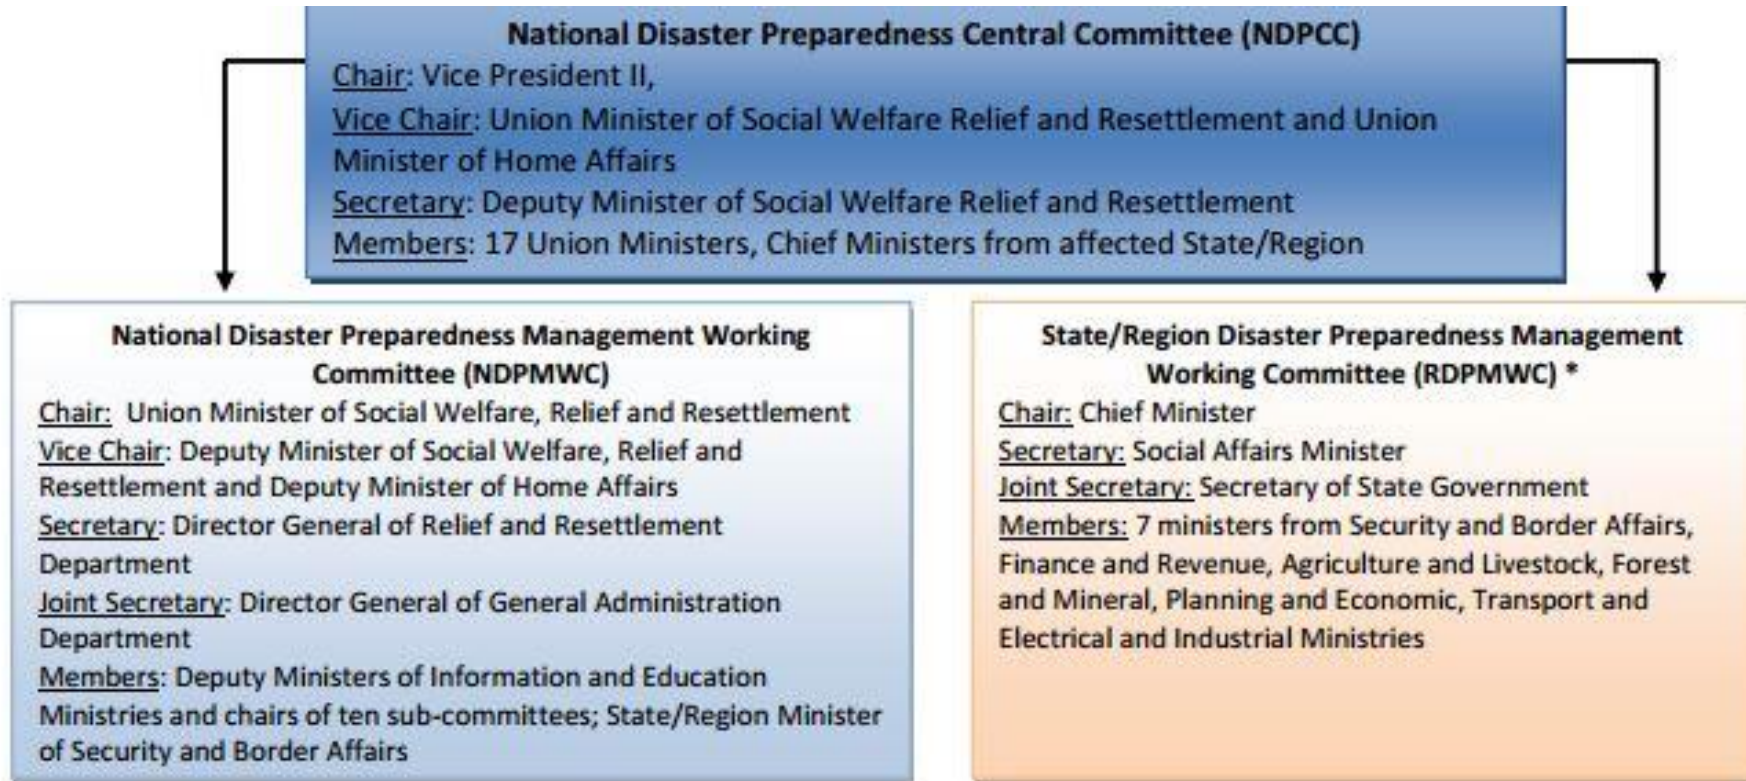 National Disaster Preparedness Central Committee (NDPCC)
Chair: Vice President II,
Vice Chair: Union Minister of Social Welfare Relief and Resettlement and Union
Minister of Home Affairs
Secretary: Deputy Minister of Social Welfare Relief and Resettlement
Members: 17 Union Ministers, Chief Ministers from affected State/Region
National Disaster Preparedness Management Working
Committee (NDPMWC)
Chair: Union Minister of Social Welfare, Relief and Resettlement
Vice Chair: Deputy Minister of Social Welfare, Relief and
Resettlement and Deputy Minister of Home Affairs
Secretary: Director General of Relief and Resettlement
Department
Joint Secretary: Director General of General Administration
Department
Members: Deputy Ministers of Information and Education
Ministries and chairs of ten sub-committees; State/Region Minister
of Security and Border Affairs
State/Region Disaster Preparedness Management
Working Committee (RDPMWC) *
Chair: Chief Minister
Secretary: Social Affairs Minister
Joint Secretary: Secretary of State Government
Members: 7 ministers from Security and Border Affairs,
Finance and Revenue, Agriculture and Livestock, Forest
and Mineral, Planning and Economic, Transport and
Electrical and Industrial Ministries